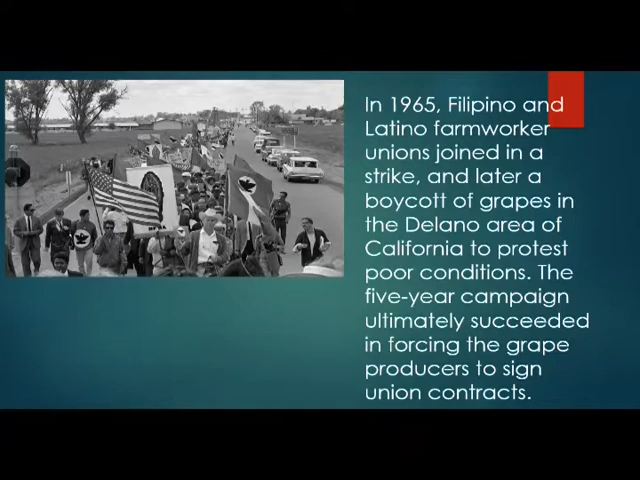 In 1965, Filipino and
Latino farmworker
unions joined in a
strike, and later a
boycott of grapes in
the Delano area of
California to protest
poor conditions. The
five-year campaign
ultimately succeeded
in forcing the grape
producers to sign
union contracts.